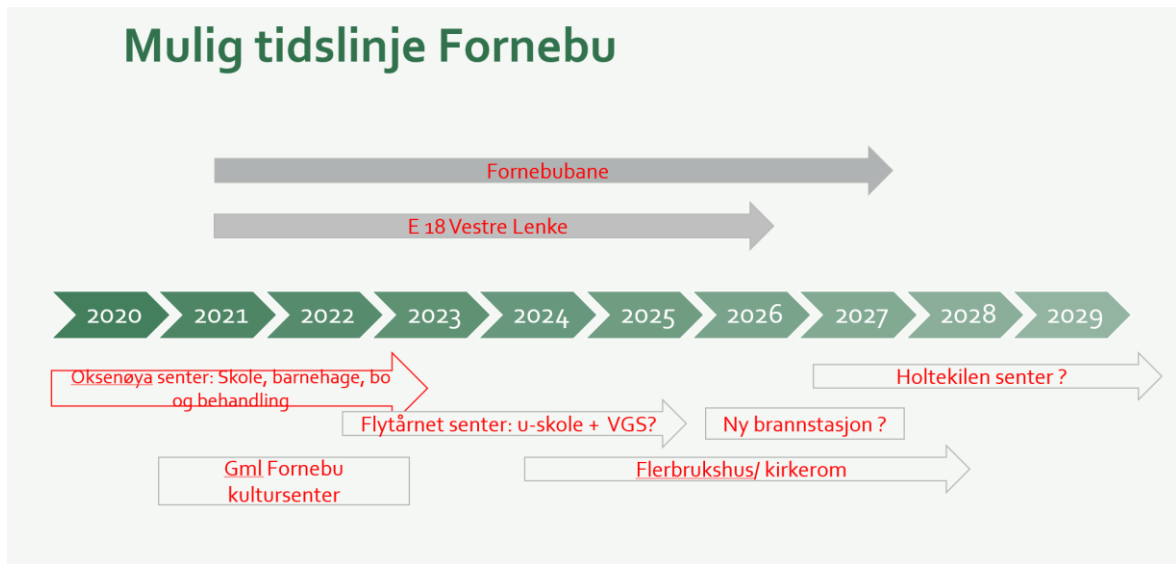 Mulig tidslinje Fornebu
Fornebubane
E 18 Vestre Lenke
2020 2021 2022 2023 2024 2025 2026 2027 2028 2029
Oksenøya senter: Skole, barnehage, bo
og behandling
Holtekilen senter ?
Flytårnet senter: u-skole + VGS?
Ny brannstasjon ?
Gml Fornebu
kultursenter
Flerbrukshus/ kirkerom